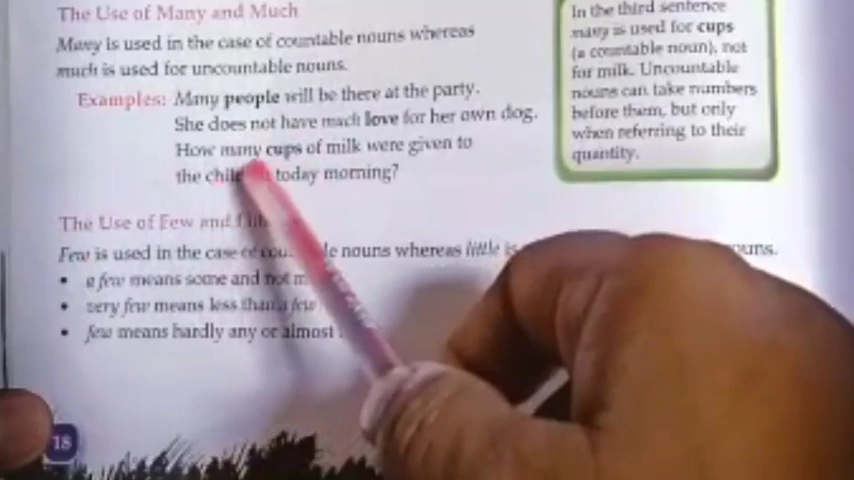 The Use of Many and Much
Many is used in the case of countable nouns whereas
much is used for uncountable nouns.
Examples: Many people will be there at the party.
She does not have much love for her own dog.
How many cups of milk were given to
the today morning?
In the third sentence
many is used for cups
(a countable noun), not
for milk. Uncountable
nouns can take numbers
before them, but only
when referring to their
quantity.
The Use of Few and
Few is used in the case of nouns whereas little is nouns.
• a few means some and not
• very few means less than a few
• few means hardly any or almost
18